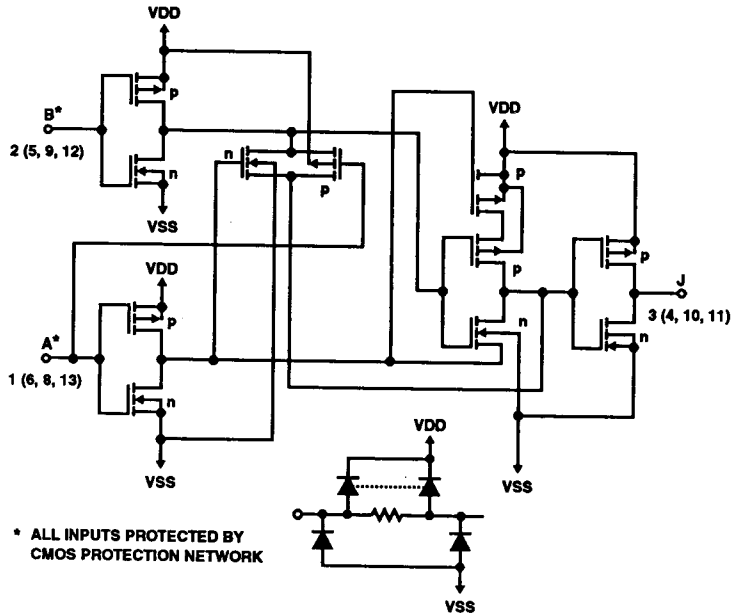 VDD
B*
p
2 (5, 9, 12)
n
VSS
n
p
VDD
p
p
n
VDD
A*
p
1 (6, 8, 13)
n
VSS
p
J
3 (4, 10, 11)
n
VSS
VDD
VSS
* ALL INPUTS PROTECTED BY
CMOS PROTECTION NETWORK